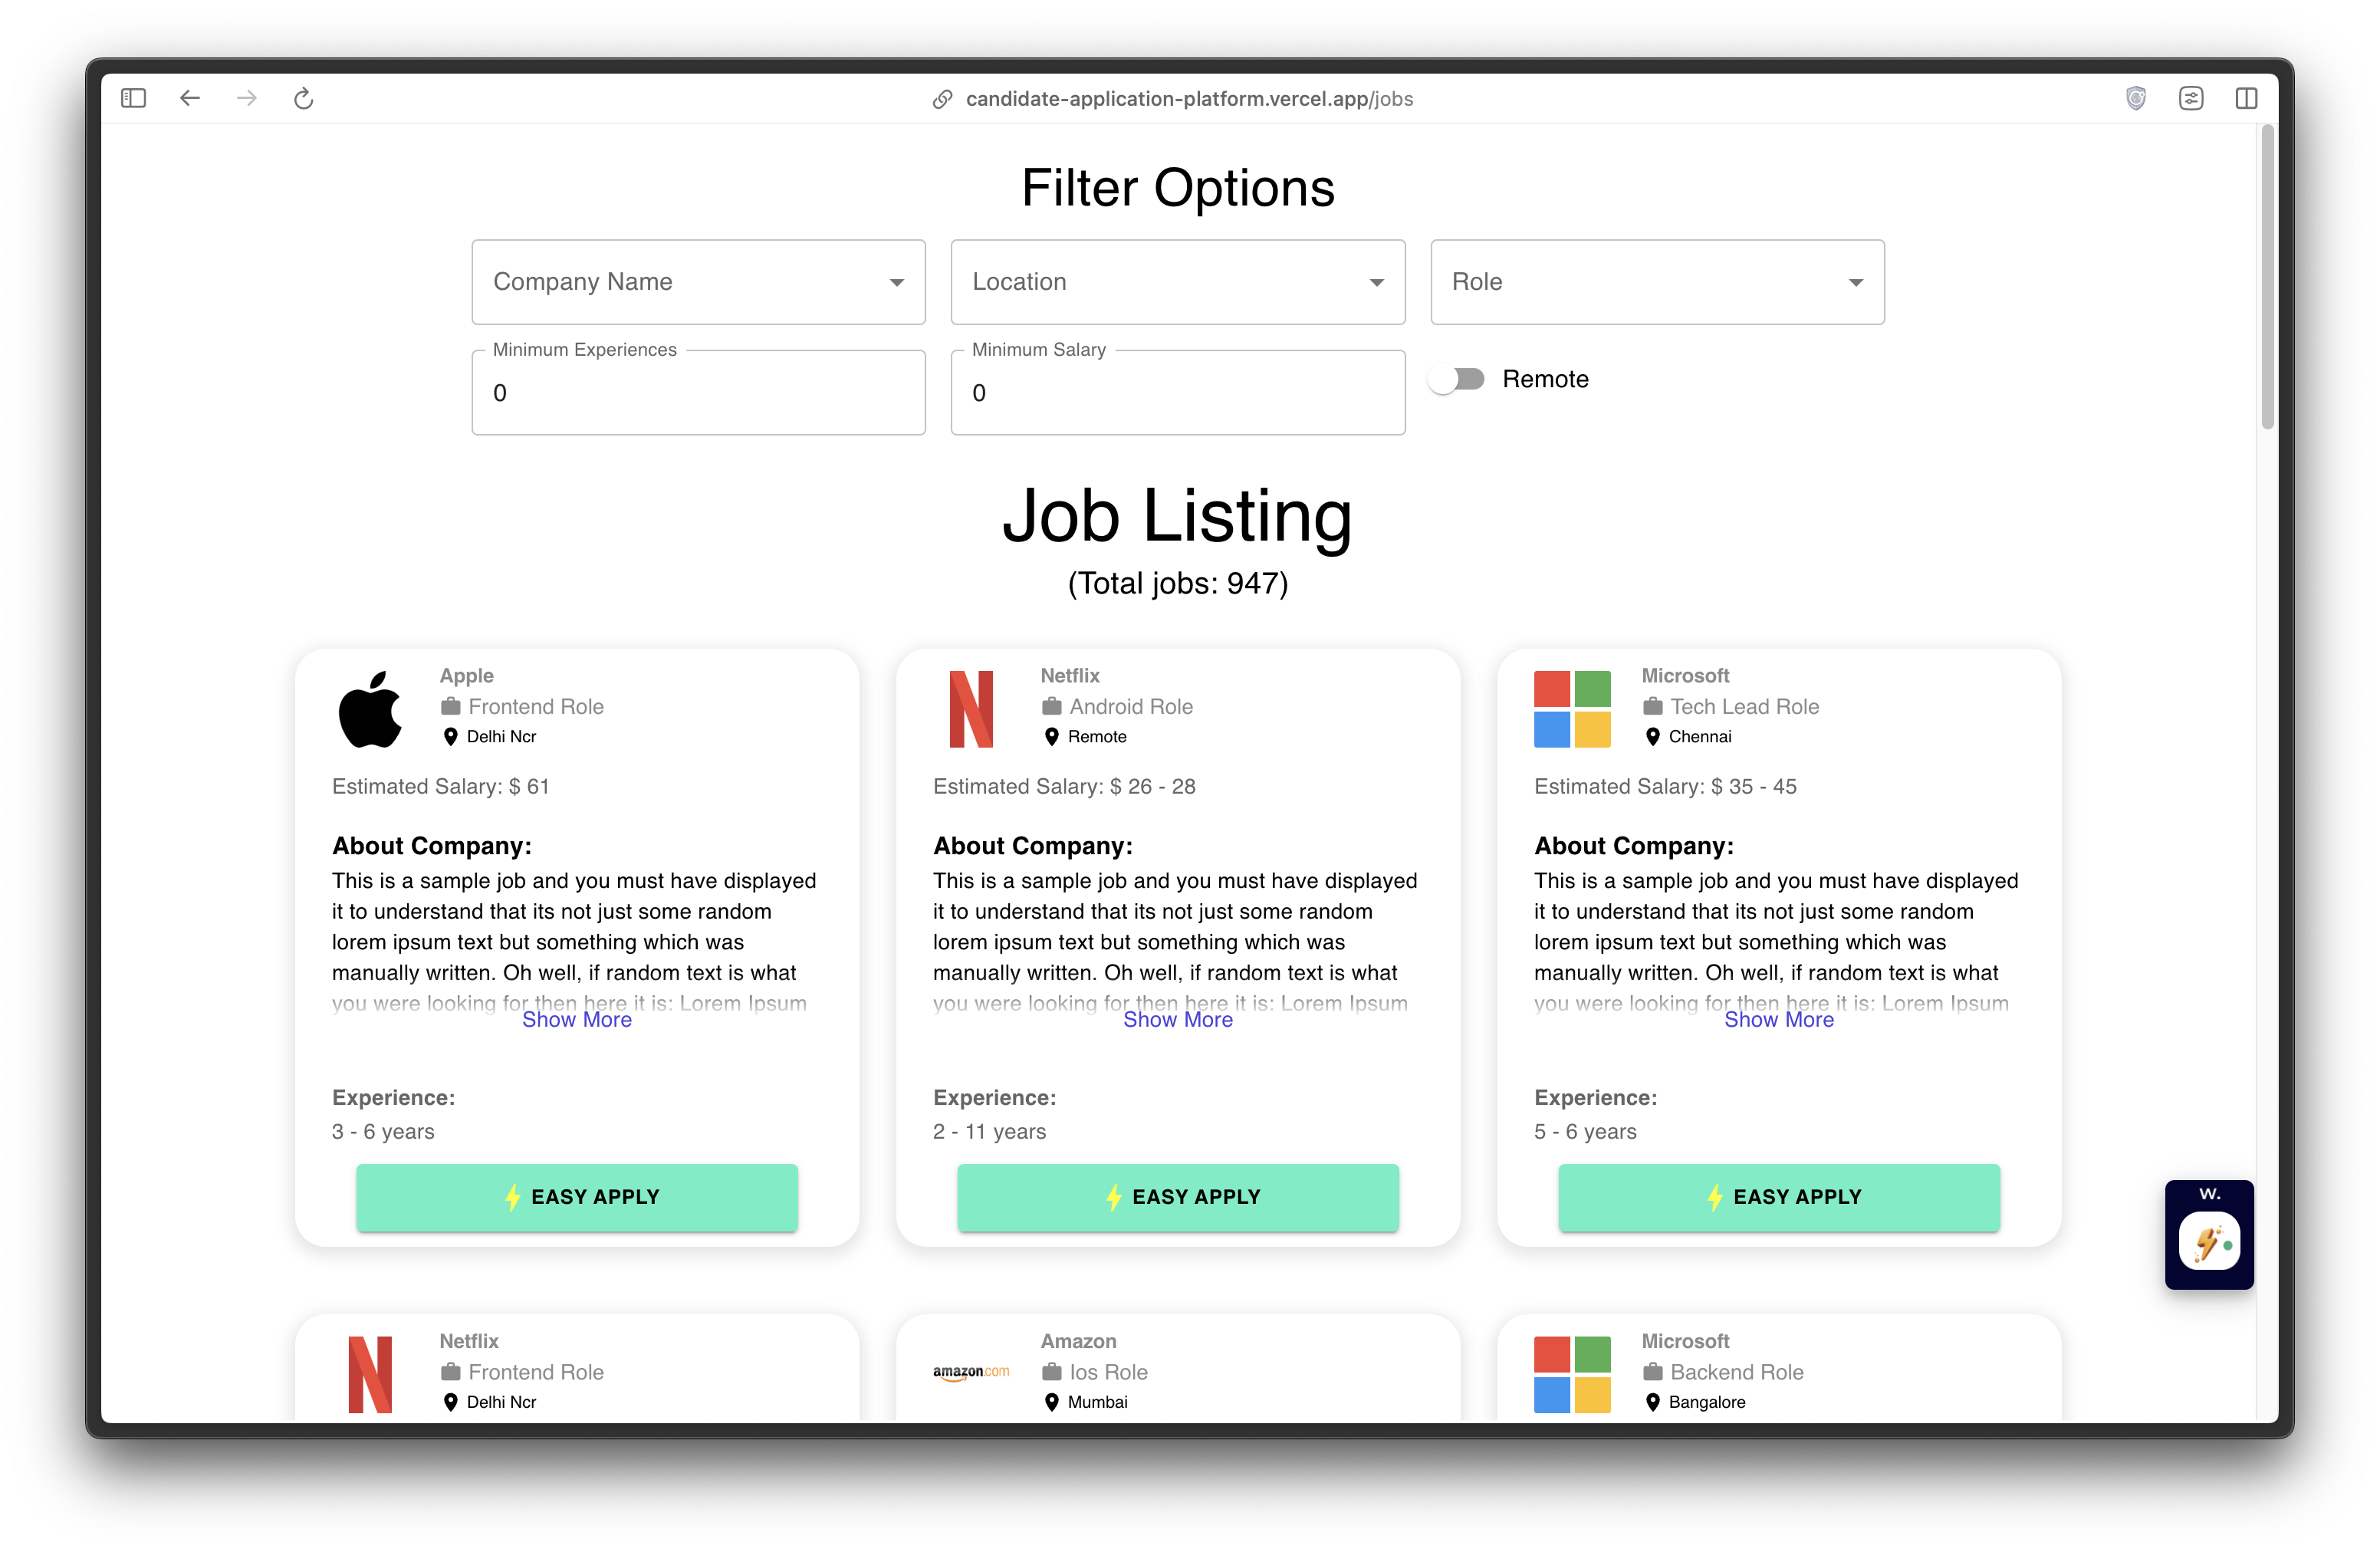 candidate-application-platform.vercel.app/jobs
Filter Options
Company Name
Location
Role
Minimum Experiences
0
Minimum Salary
0
Remote
Job Listing
(Total jobs: 947)
Apple
Frontend Role
Delhi Ncr
Estimated Salary: $ 61
About Company:
This is a sample job and you must have displayed
it to understand that its not just some random
lorem ipsum text but something which was
manually written. Oh well, if random text is what
you were looking for then here it is: Lorem Ipsum
Show More
Experience:
3 - 6 years
EASY APPLY
Netflix
Android Role
Remote
Estimated Salary: $ 26 - 28
About Company:
This is a sample job and you must have displayed
it to understand that its not just some random
lorem ipsum text but something which was
manually written. Oh well, if random text is what
you were looking for then here it is: Lorem Ipsum
Show More
Experience:
2 - 11 years
EASY APPLY
Microsoft
Tech Lead Role
Chennai
Estimated Salary: $ 35 - 45
About Company:
This is a sample job and you must have displayed
it to understand that its not just some random
lorem ipsum text but something which was
manually written. Oh well, if random text is what
you were looking for then here it is: Lorem Ipsum
Show More
Experience:
5 - 6 years
EASY APPLY
w.
Netflix
Frontend Role
Delhi Ncr
amazon.com
Amazon
Ios Role
Mumbai
Microsoft
Backend Role
Bangalore